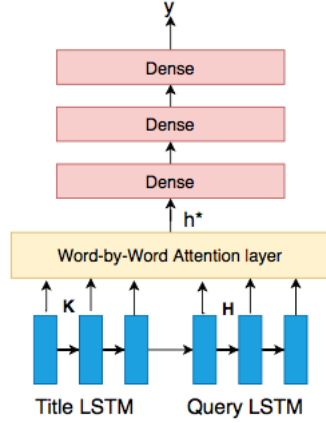 y
Dense
Dense
Dense
h*
Word-by-Word Attention layer
K
H
Title LSTM
Query LSTM